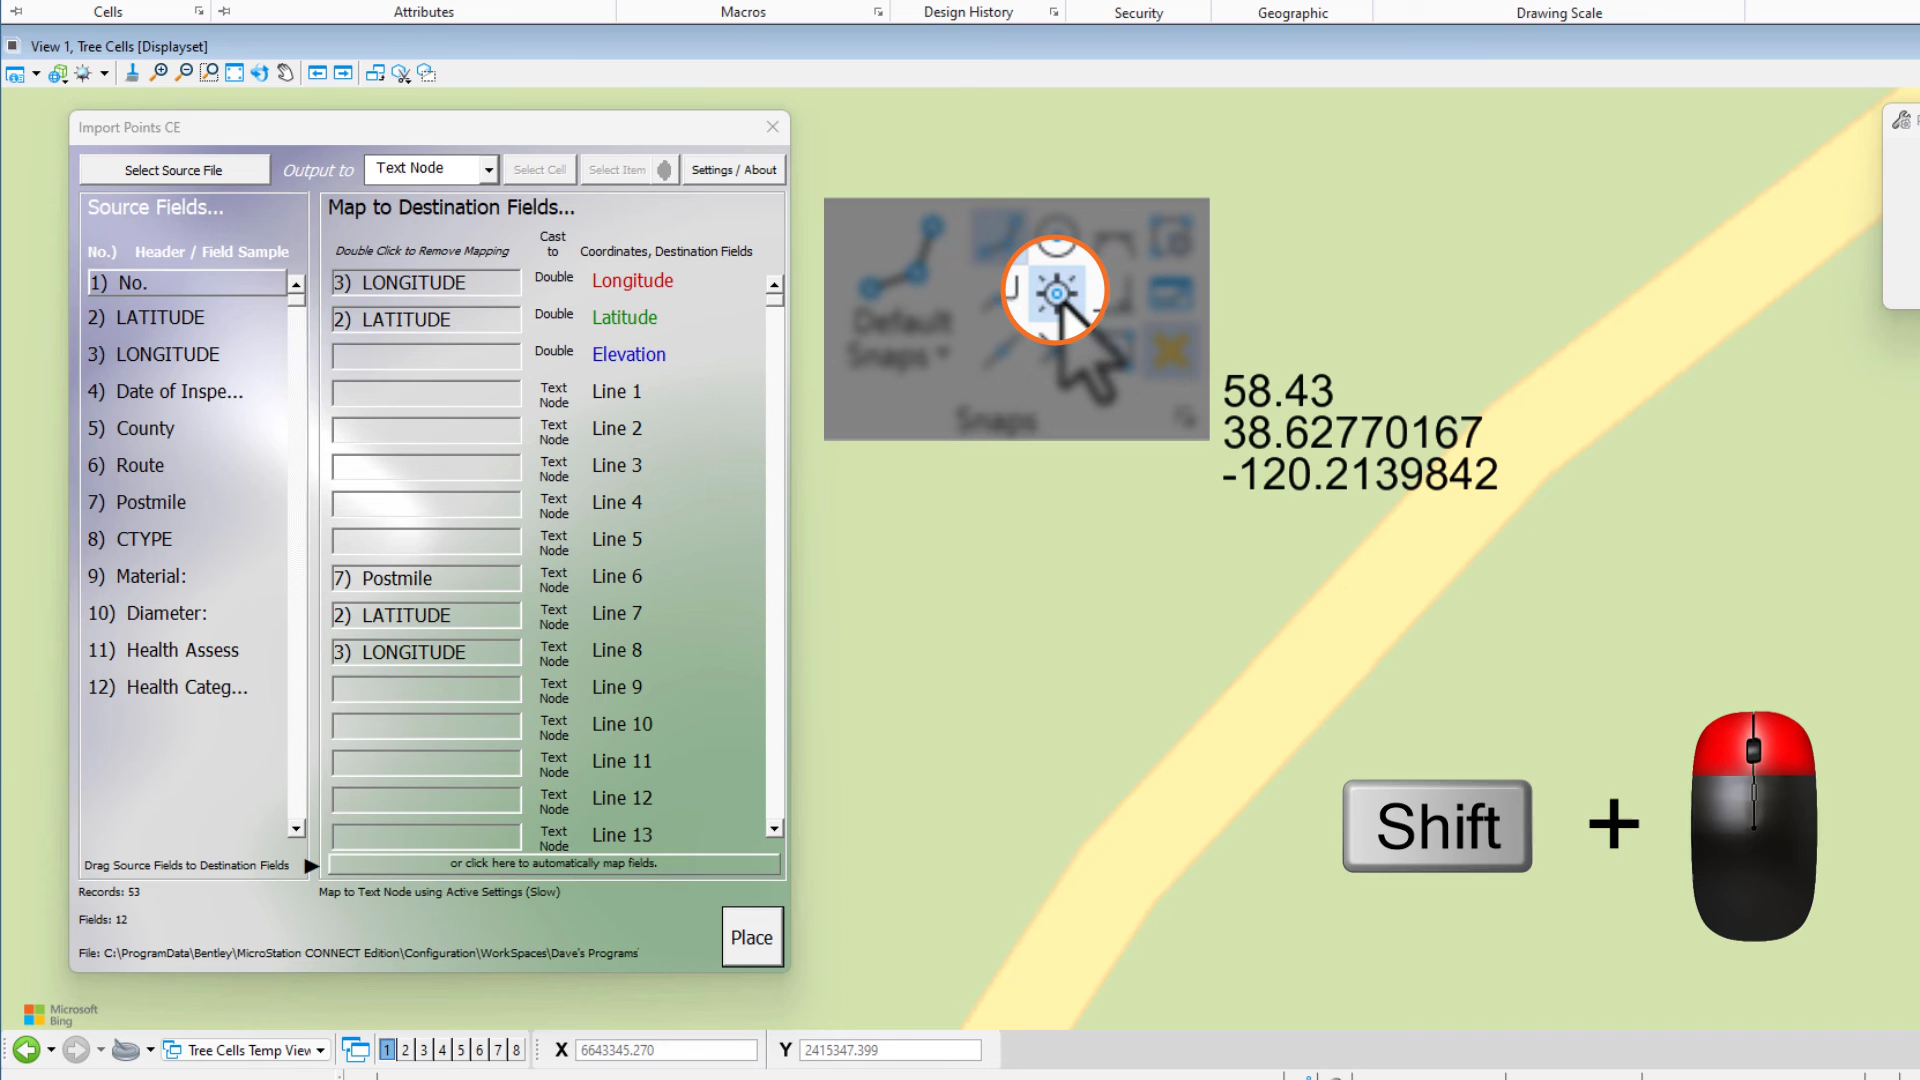 Cells
Attributes
Macros
Design History
Security
Geographic
Drawing Scale
View 1, Tree Cells [Displayset]
Import Points CE
Select Source File
Output to
Text Node
Select Cell
Select Item
Settings / About
Source Fields...
Map to Destination Fields...
No.) Header / Field Sample
Double Click to Remove Mapping
Cast to
Coordinates, Destination Fields
1) No.
2) LATITUDE
3) LONGITUDE
4) Date of Inspe...
5) County
6) Route
7) Postmile
8) CTYPE
9) Material:
10) Diameter:
11) Health Assess
12) Health Categ...
3) LONGITUDE Double Longitude
2) LATITUDE Double Latitude
Double Elevation
Text Node Line 1
Text Node Line 2
Text Node Line 3
Text Node Line 4
Text Node Line 5
7) Postmile Text Node Line 6
2) LATITUDE Text Node Line 7
3) LONGITUDE Text Node Line 8
Text Node Line 9
Text Node Line 10
Text Node Line 11
Text Node Line 12
Text Node Line 13
Drag Source Fields to Destination Fields
or click here to automatically map fields.
Records: 53
Map to Text Node using Active Settings (Slow)
Fields: 12
File: C:\ProgramData\Bentley\MicroStation CONNECT Edition\Configuration\WorkSpaces\Dave's Programs
Place
Default
Snaps
Snaps
58.43
38.62770167
-120.2139842
Shift
+
Microsoft
Bing
Tree Cells Temp View
1 2 3 4 5 6 7 8
X 6643345.270
Y 2415347.399